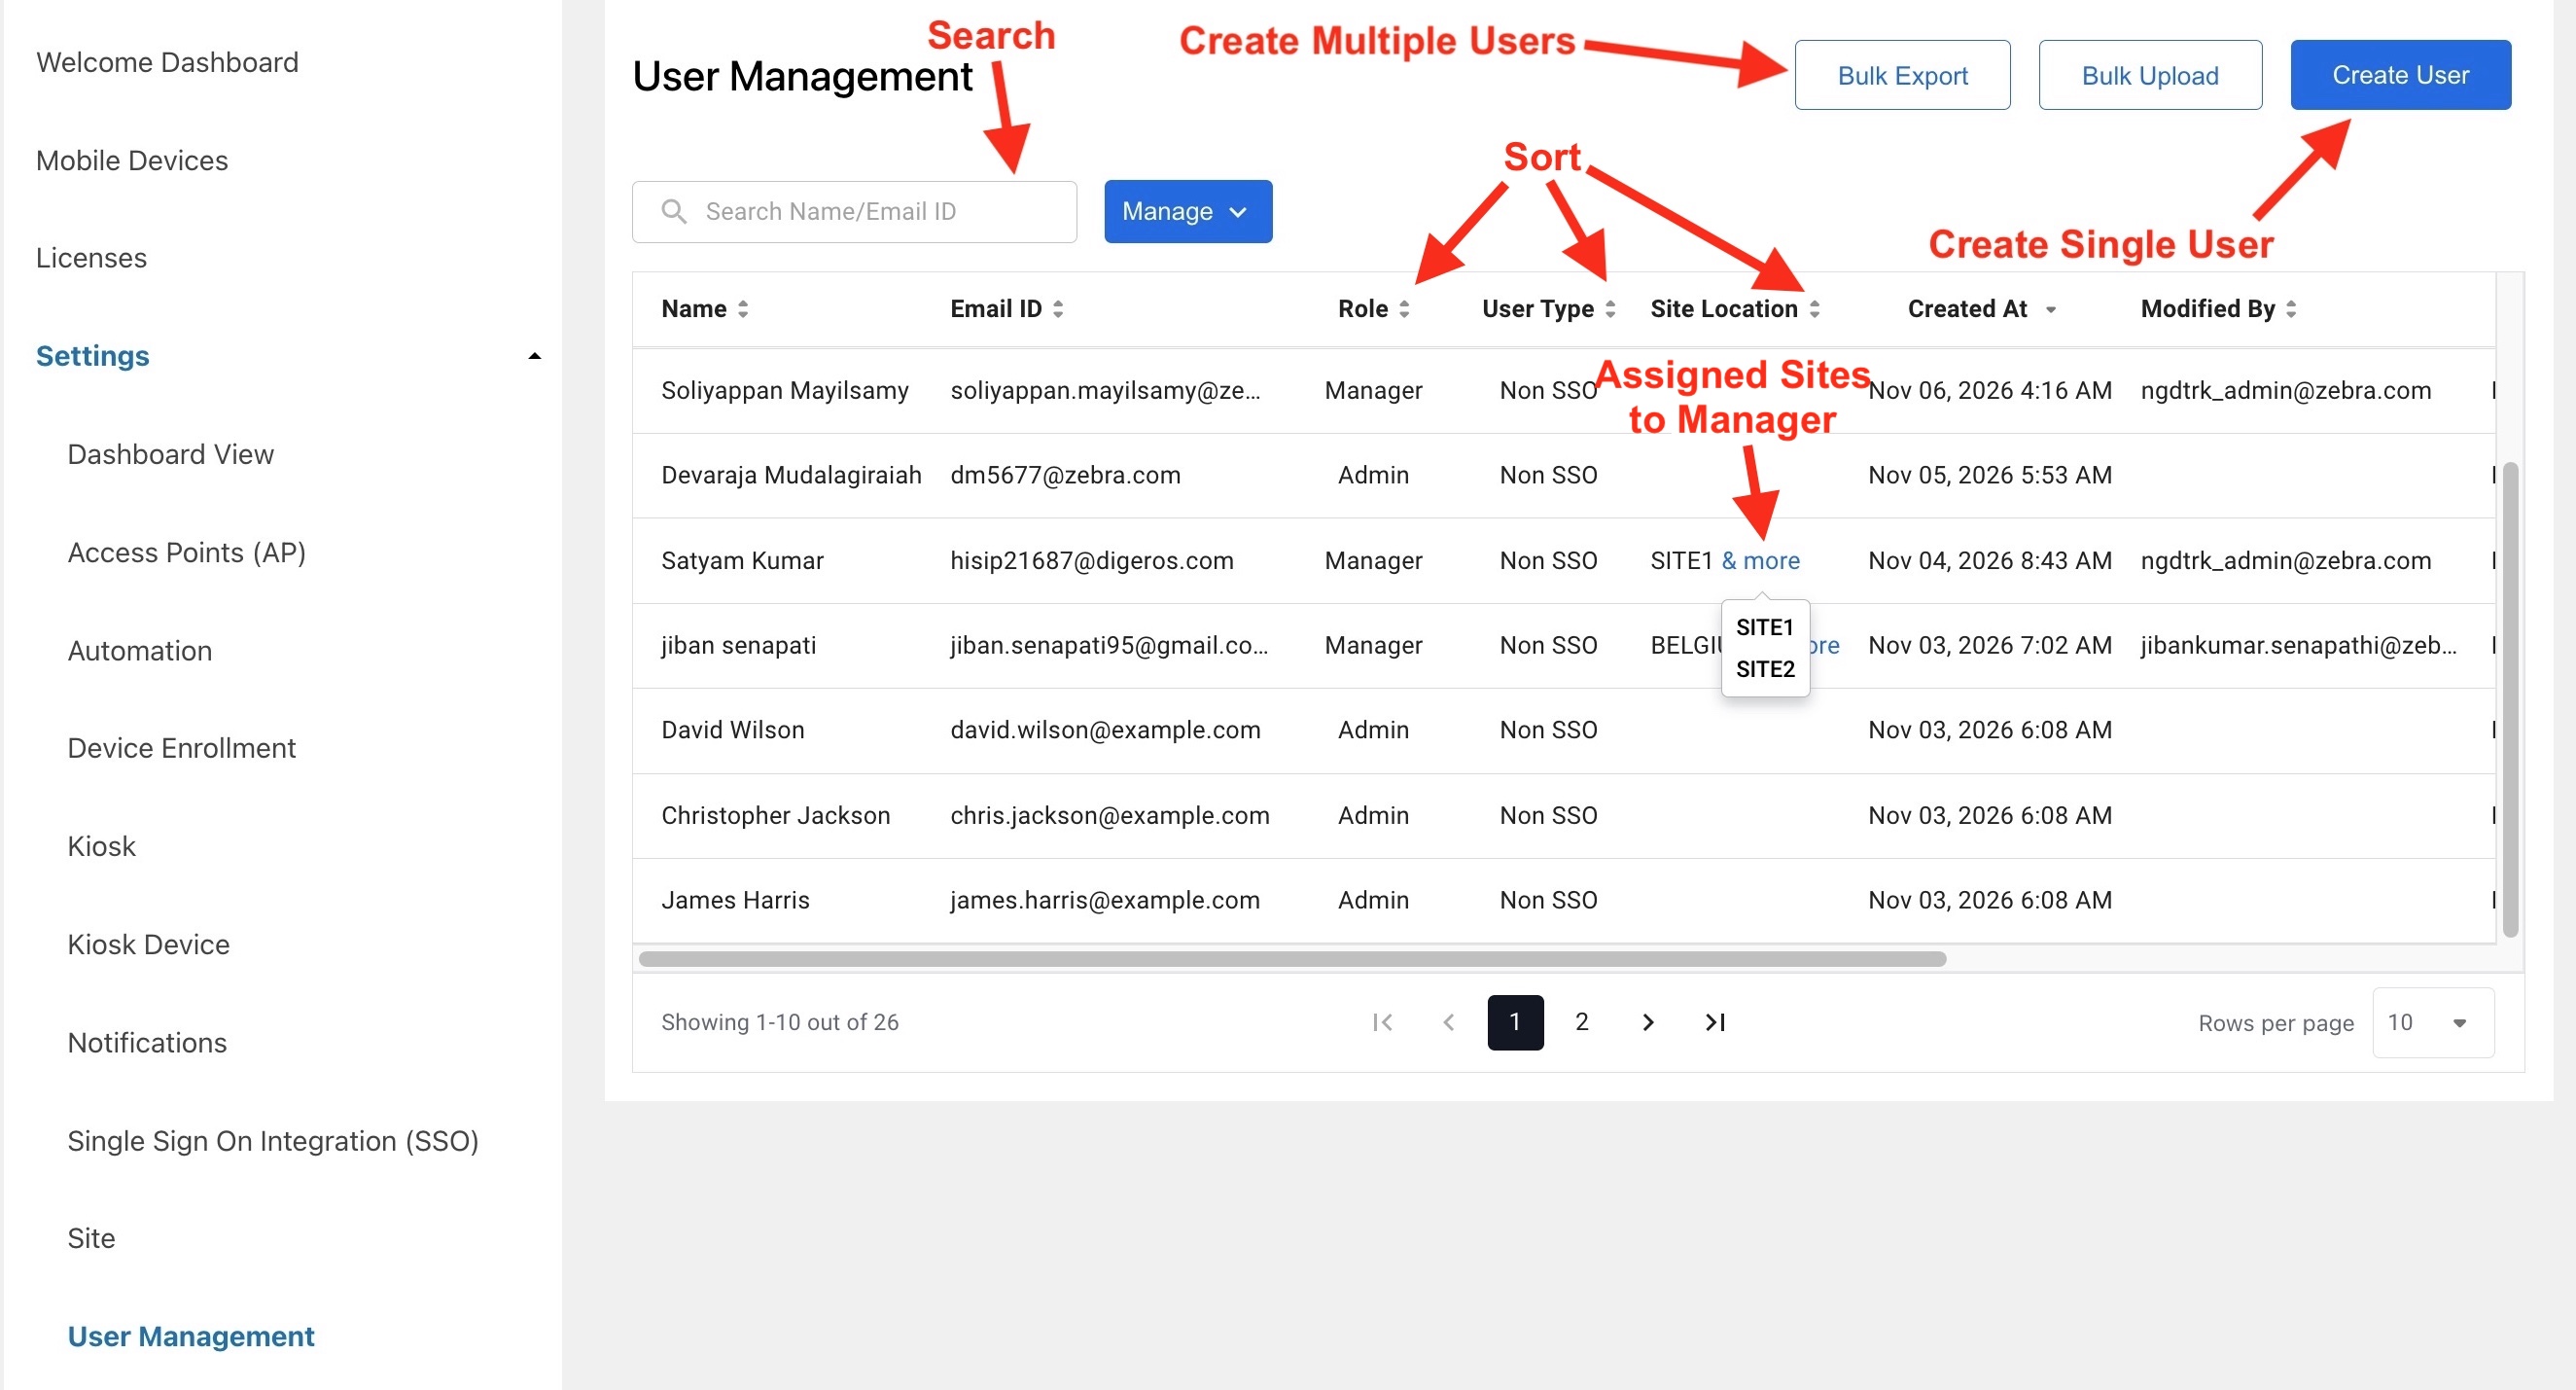 Welcome Dashboard
Mobile Devices
Licenses
Settings
Dashboard View
Access Points (AP)
Automation
Device Enrollment
Kiosk
Kiosk Device
Notifications
Single Sign On Integration (SSO)
Site
User Management
Search
Create Multiple Users
User Management
Bulk Export
Bulk Upload
Create User
Sort
Search Name/Email ID
Manage
Create Single User
Name Email ID Role User Type Site Location Created At Modified By
Assigned Sites
to Manager
Soliyappan Mayilsamy soliyappan.mayilsamy@ze... Manager Non SSO Nov 06, 2026 4:16 AM ngdtrk_admin@zebra.com
Devaraja Mudalagiraiah dm5677@zebra.com Admin Non SSO Nov 05, 2026 5:53 AM
Satyam Kumar hisip21687@digeros.com Manager Non SSO SITE1 & more Nov 04, 2026 8:43 AM ngdtrk_admin@zebra.com
SITE1
SITE2
jiban senapati jiban.senapati95@gmail.co... Manager Non SSO Nov 03, 2026 7:02 AM jibankumar.senapathi@zeb...
David Wilson david.wilson@example.com Admin Non SSO Nov 03, 2026 6:08 AM
Christopher Jackson chris.jackson@example.com Admin Non SSO Nov 03, 2026 6:08 AM
James Harris james.harris@example.com Admin Non SSO Nov 03, 2026 6:08 AM
Showing 1-10 out of 26
1 2
Rows per page 10